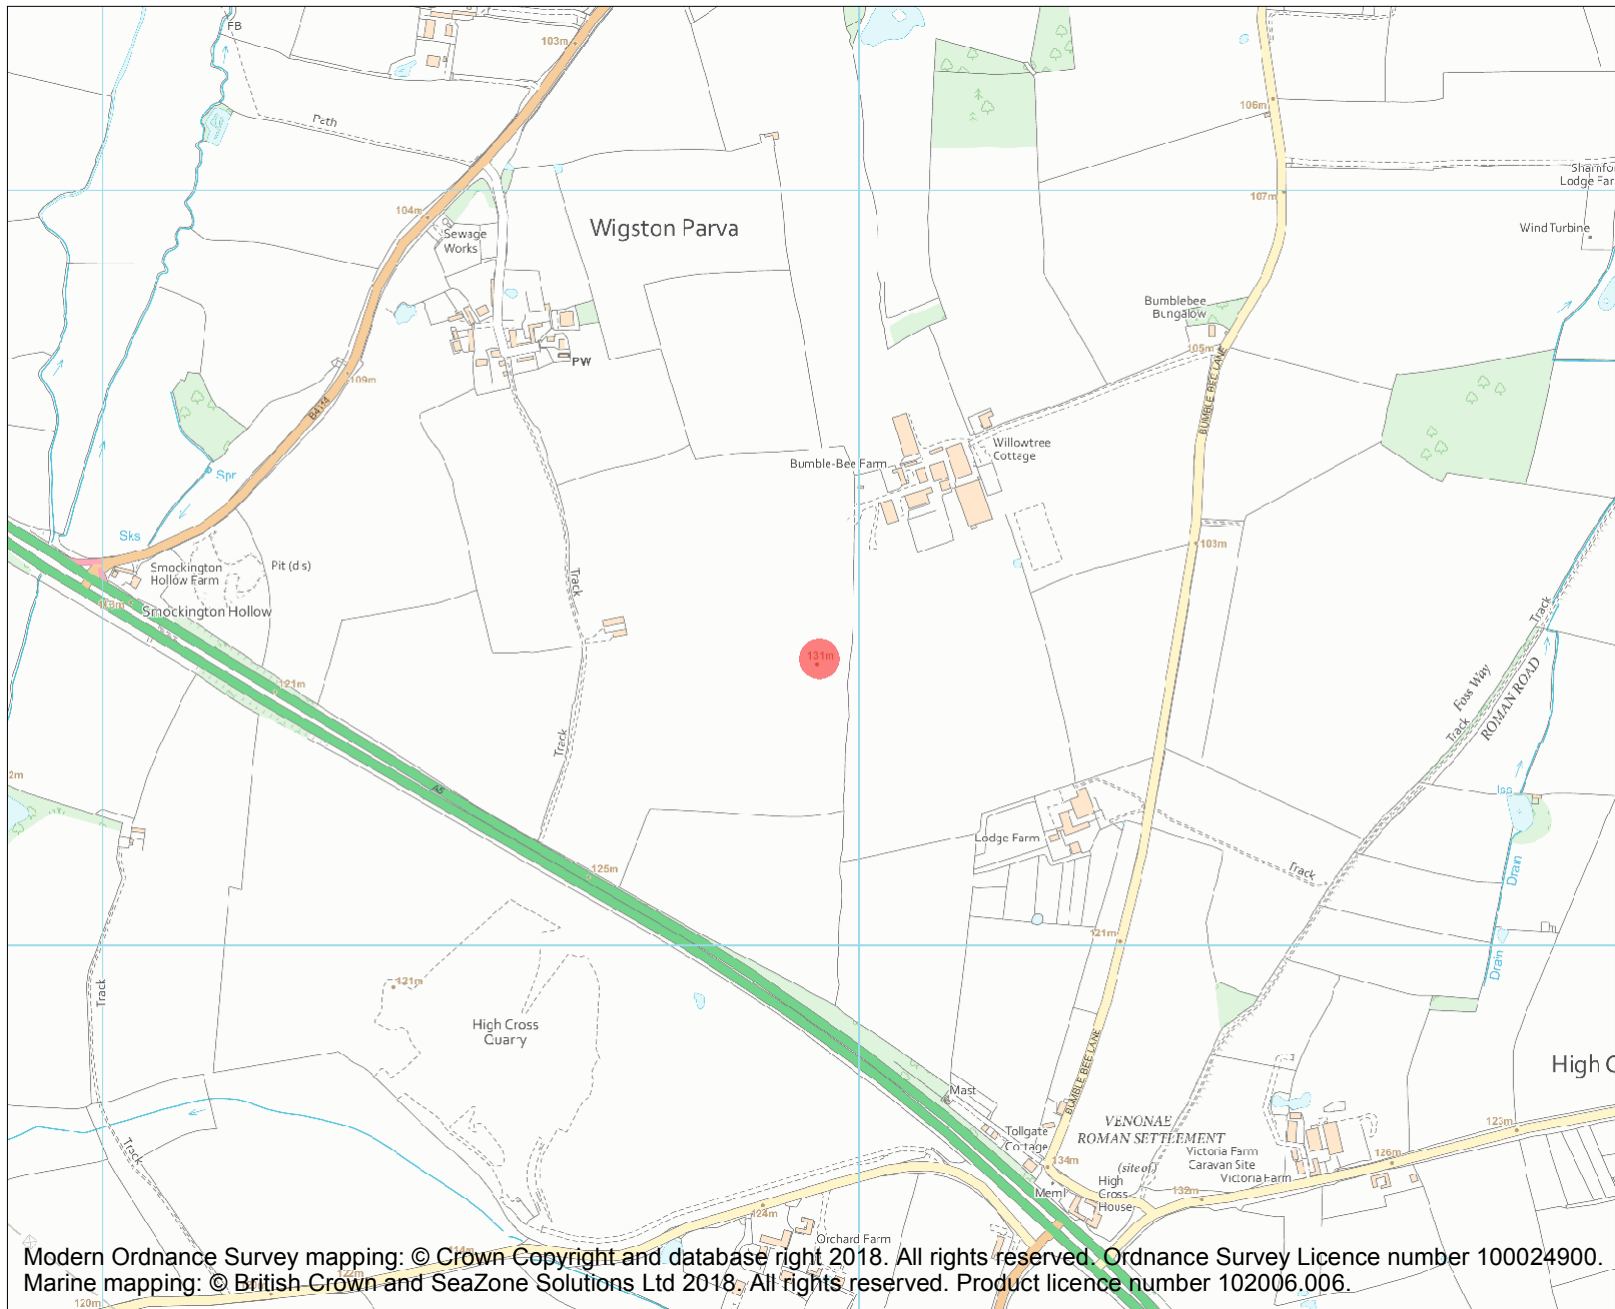 FB
103m
Path
106m
Lodge
107m
104m
Wigston Parva
Sewage
Works
Wind Turbine
Bumblebee
Bungalow
105m
PW
109m
B4114
BUMBLE BEE LANE
Willowtree
Cottage
Bumble-Bee Farm
Spr
Sks
103m
Smockington
Hollow Farm
Pit (dis)
Track
Track
Smockington Hollow
131m
Foss Way
ROMAN ROAD
121m
Track
Track
2m
A5
Lodge Farm
125m
Track
Drain
121m
Drain
Track
121m
High Cross
Quarry
BUMBLE BEE LANE
High C
Mast
VENONAE
ROMAN SETTLEMENT
(site of)
Tollgate
Cottage
123m
Track
Victoria Farm
Caravan Site
Victoria Farm
126m
134m
High
Cross
House
Meml
132m
124m
Orchard Farm
Modern Ordnance Survey mapping: © Crown Copyright and database right 2018. All rights reserved. Ordnance Survey Licence number 100024900.
Marine mapping: © British Crown and SeaZone Solutions Ltd 2018. All rights reserved. Product licence number 102006.006.
122m
120m